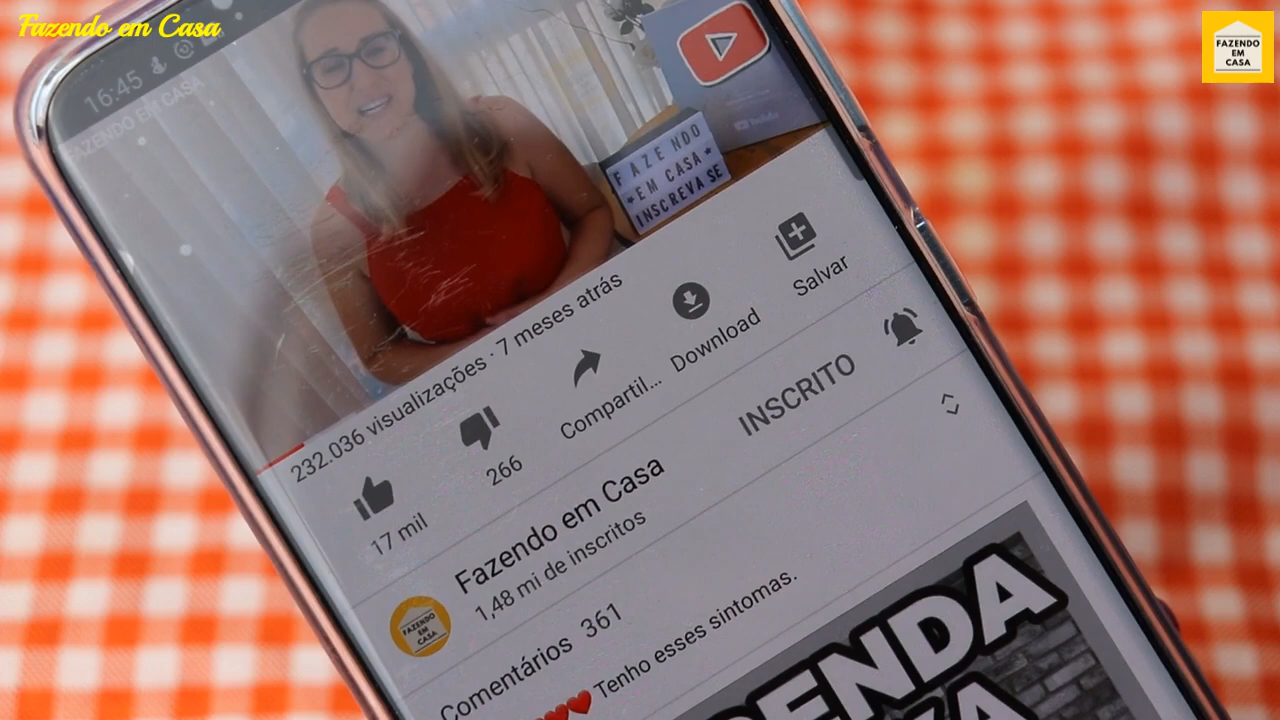 Fazendo em Casa
FAZENDO
EM
CASA
16:45
FAZENDO EM CASA
FAZENDO
*EM CASA*
INSCREVA SE
YouTube
232.036 visualizações · 7 meses atrás
17 mil
266
Compartil...
Download
Salvar
Fazendo em Casa
1,48 mi de inscritos
INSCRITO
FAZENDO
EM
CASA
Comentários 361
Tenho esses sintomas.
ENDA